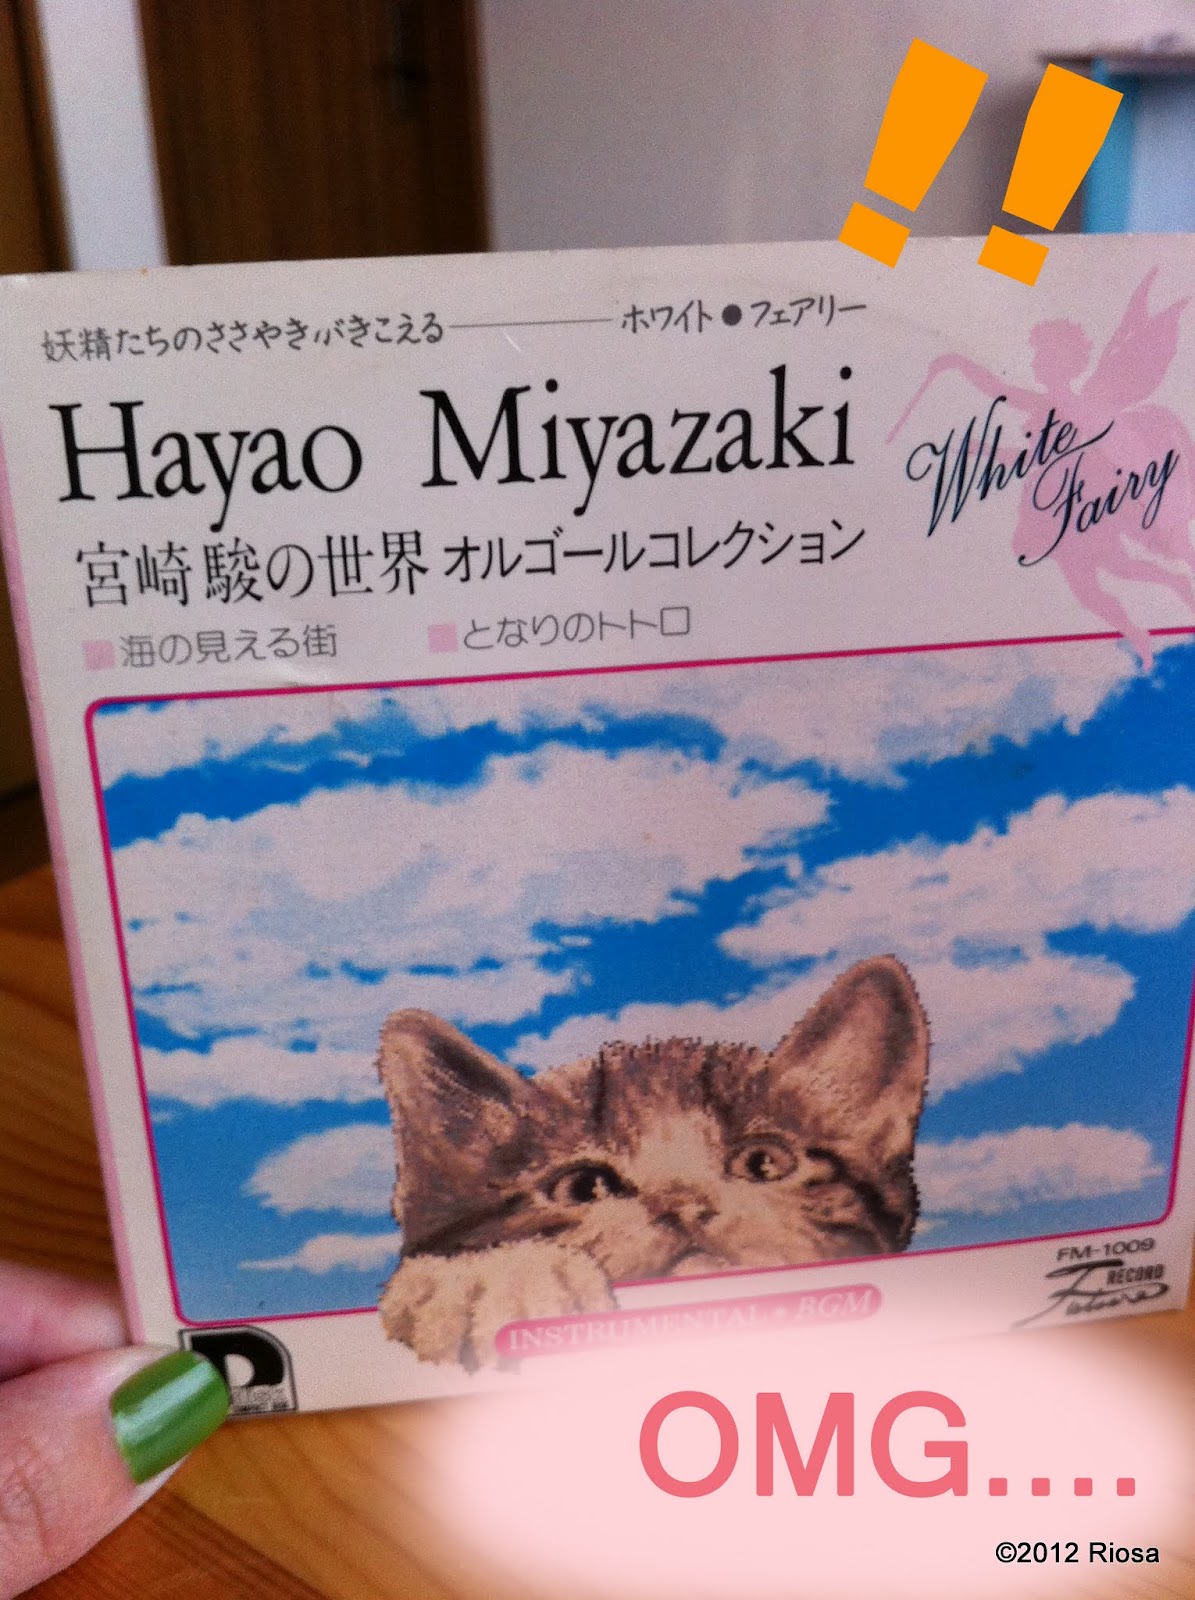 !!
妖精たちのささやきがきこえる——ホワイト●フェアリー
Hayao Miyazaki
White Fairy
宮崎駿の世界 オルゴールコレクション
■海の見える街 ■となりのトトロ
FM-1009
RECORD
Future
INSTRUMENTAL • BGM
OMG....
©2012 Riosa